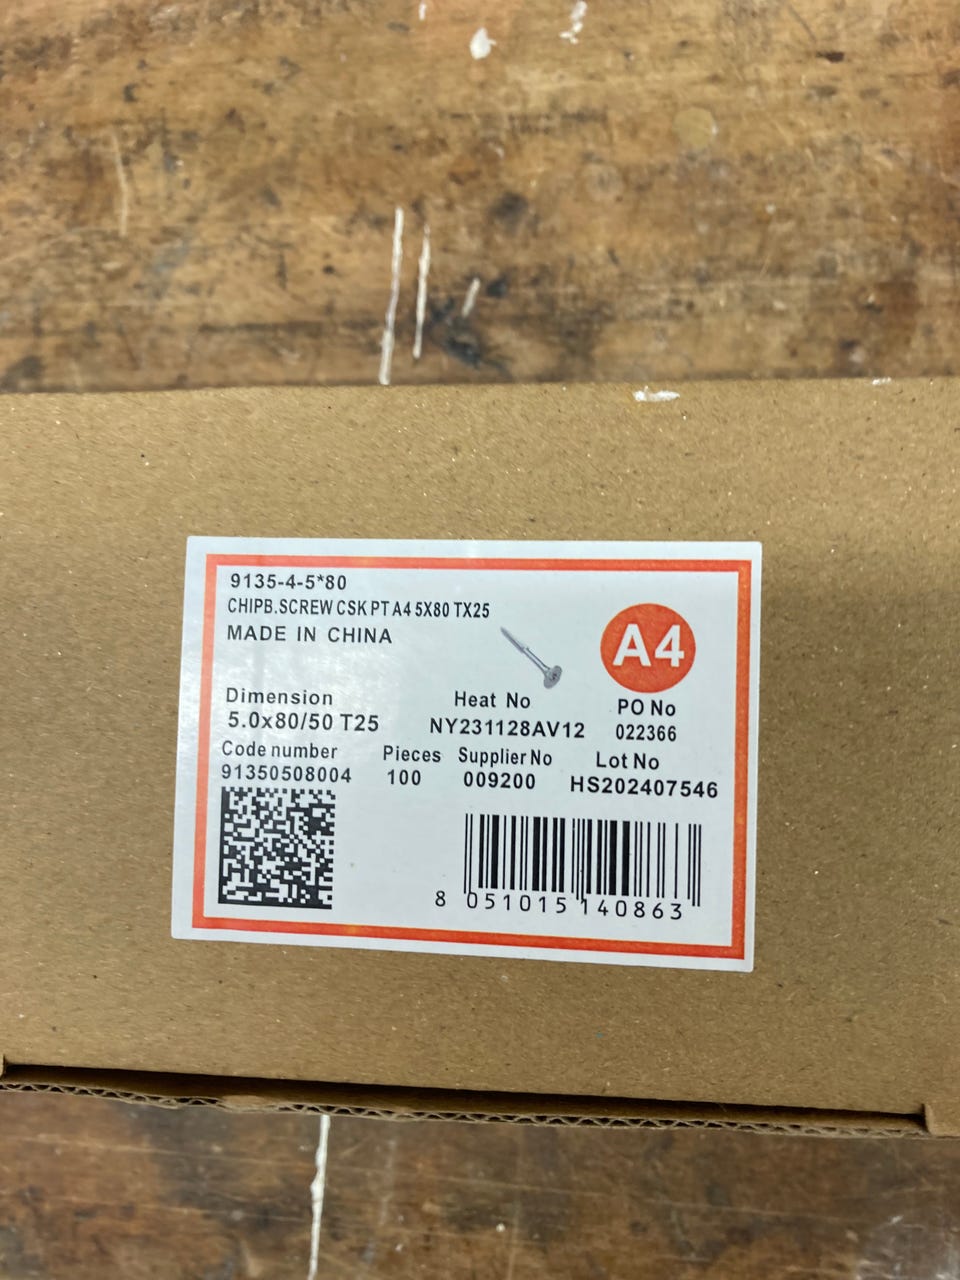 9135-4-5*80
CHIPB.SCREW CSK PT A4 5X80 TX25
MADE IN CHINA
A4
Dimension
5.0x80/50 T25
Heat No
NY231128AV12
PO No
022366
Code number
91350508004
Pieces
100
Supplier No
009200
Lot No
HS202407546
8 051015 140863